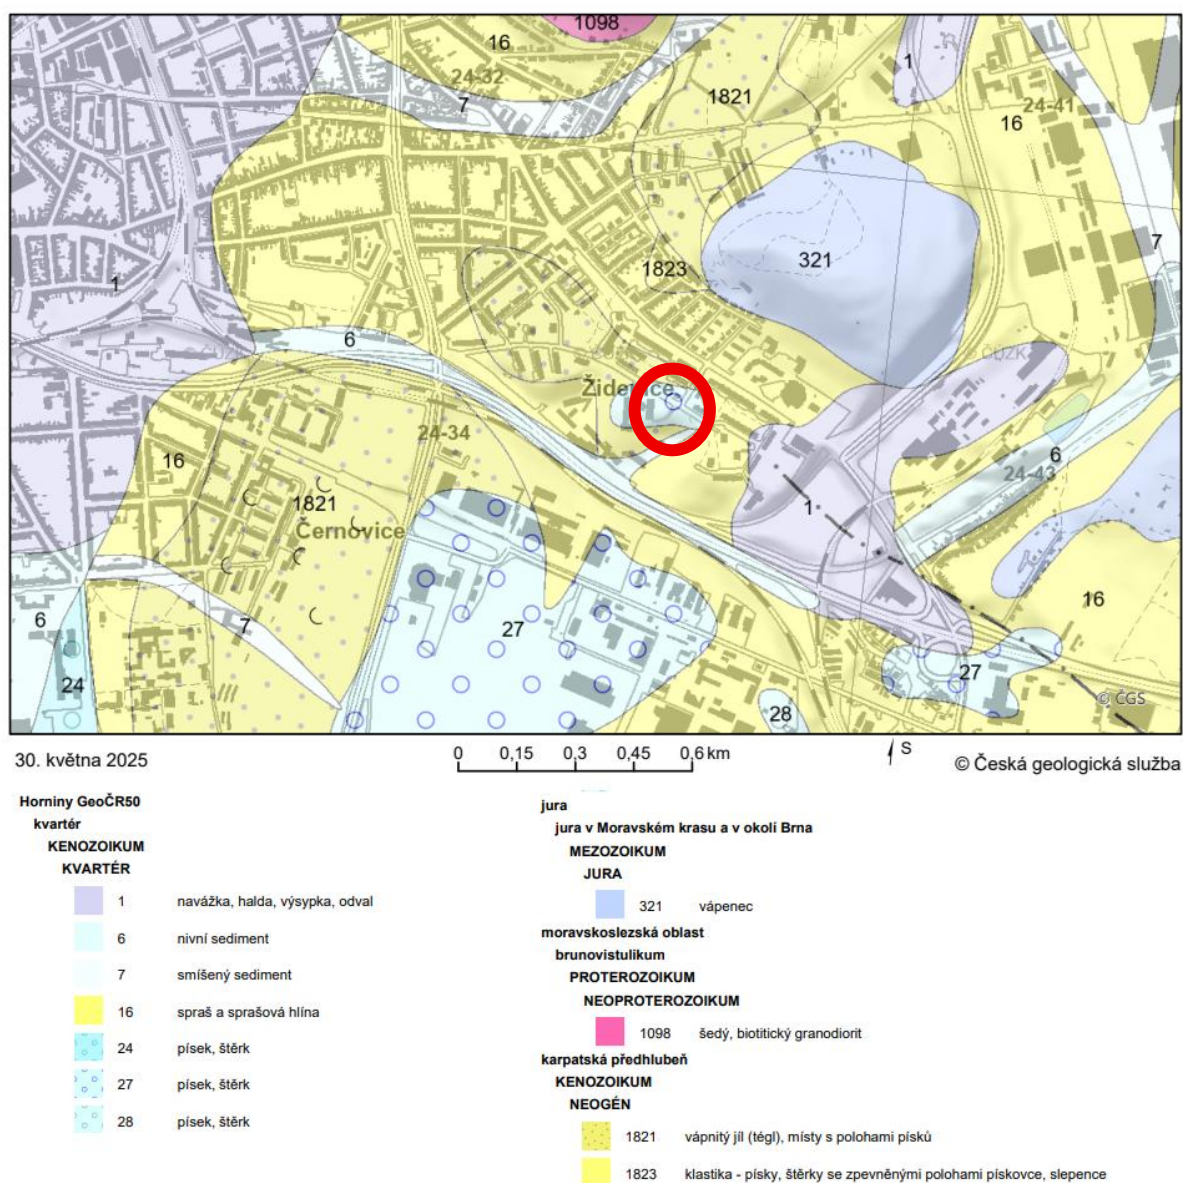 1098
16
24-32
7
1
1821
24-41
16
7
321
1823
1
© ČÚZK
6
© ČÚZK
Židenice
24-34
16
1821
Černovice
1
6
24-43
16
6
7
27
27
24
28
© ČGS
30. května 2025
0 0,15 0,3 0,45 0,6 km
S
© Česká geologická služba
Horniny GeoČR50
kvartér
KENOZOIKUM
KVARTÉR
1 navážka, halda, výsypka, odval
6 nivní sediment
7 smíšený sediment
16 spraš a sprašová hlína
24 písek, štěrk
27 písek, štěrk
28 písek, štěrk
jura
jura v Moravském krasu a v okolí Brna
MEZOZOIKUM
JURA
321 vápenec
moravskoslezská oblast
brunovistulikum
PROTEROZOIKUM
NEOPROTEROZOIKUM
1098 šedý, biotitický granodiorit
karpatská předhlubeň
KENOZOIKUM
NEOGÉN
1821 vápnitý jíl (tégl), místy s polohami písků
1823 klastika - písky, štěrky se zpevněnými polohami pískovce, slepence